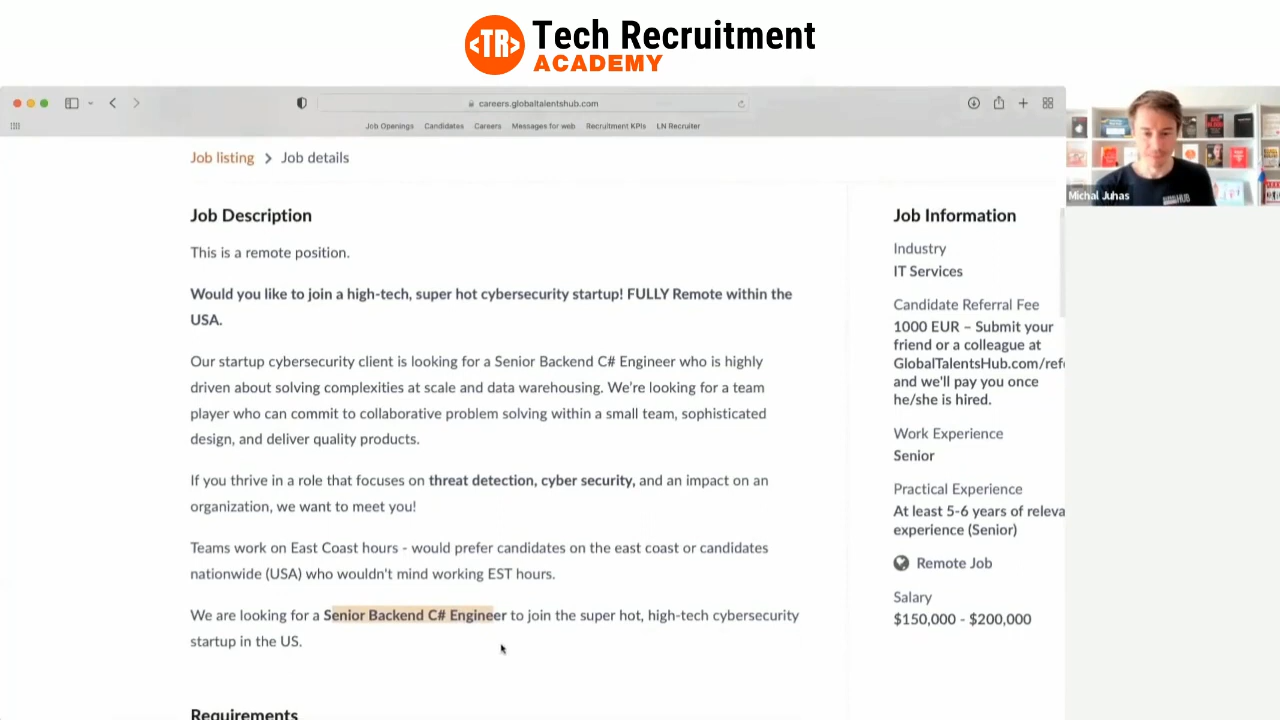 <TR> Tech Recruitment
ACADEMY
careers.globaltalentshub.com
Job Openings Candidates Careers Messages for web Recruitment KPIs LN Recruiter
Michal Juhas
Job listing > Job details
Job Description
This is a remote position.
Would you like to join a high-tech, super hot cybersecurity startup! FULLY Remote within the
USA.
Our startup cybersecurity client is looking for a Senior Backend C# Engineer who is highly
driven about solving complexities at scale and data warehousing. We're looking for a team
player who can commit to collaborative problem solving within a small team, sophisticated
design, and deliver quality products.
If you thrive in a role that focuses on threat detection, cyber security, and an impact on an
organization, we want to meet you!
Teams work on East Coast hours - would prefer candidates on the east coast or candidates
nationwide (USA) who wouldn't mind working EST hours.
We are looking for a Senior Backend C# Engineer to join the super hot, high-tech cybersecurity
startup in the US.
Requirements
Job Information
Industry
IT Services
Candidate Referral Fee
1000 EUR – Submit your
friend or a colleague at
GlobalTalentsHub.com/ref
and we'll pay you once
he/she is hired.
Work Experience
Senior
Practical Experience
At least 5-6 years of releva
experience (Senior)
Remote Job
Salary
$150,000 - $200,000